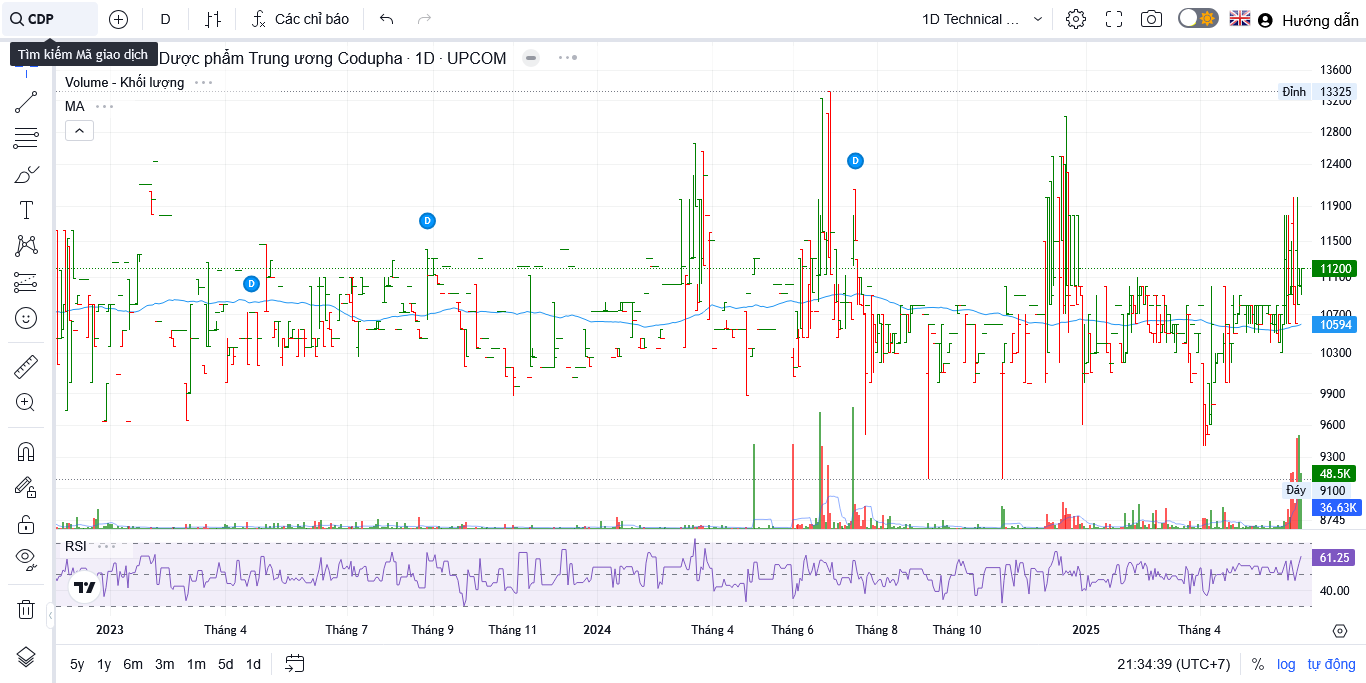 CDP
D
Các chỉ báo
1D Technical ...
Hướng dẫn
Tìm kiếm Mã giao dịch
Dược phẩm Trung ương Codupha · 1D · UPCOM
Volume - Khối lượng
MA
13600
Đỉnh 13325
13200
12800
12400
11900
11500
11200
11100
10700
10594
10300
9900
9600
9300
48.5K
Đáy 9100
36.63K
8745
D
D
D
RSI
61.25
40.00
2023
Tháng 4
Tháng 7
Tháng 9
Tháng 11
2024
Tháng 4
Tháng 6
Tháng 8
Tháng 10
2025
Tháng 4
5y 1y 6m 3m 1m 5d 1d
21:34:39 (UTC+7)
% log tự động